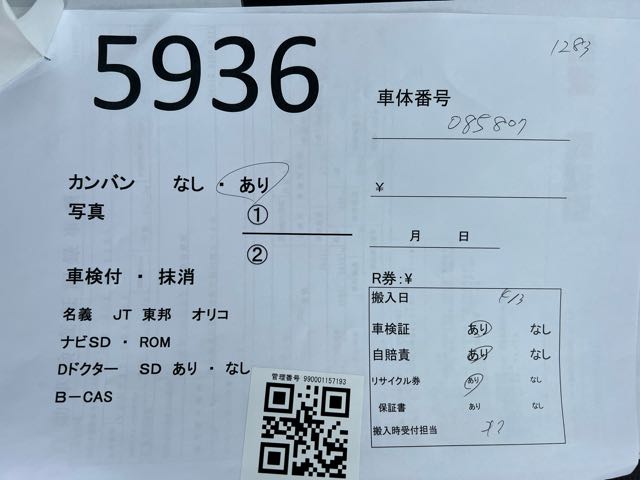 5936
1283
車体番号
085807
カンバン なし ・ あり
¥
写真 ①
月 日
②
車検付 ・ 抹消
R券:¥
名義 JT 東邦 オリコ
搬入日
ナビSD ・ ROM
車検証 あり なし
Dドクター SD あり ・ なし
自賠責 あり なし
リサイクル券 あり なし
B-CAS
保証書 あり なし
搬入時受付担当
管理番号 990001157193